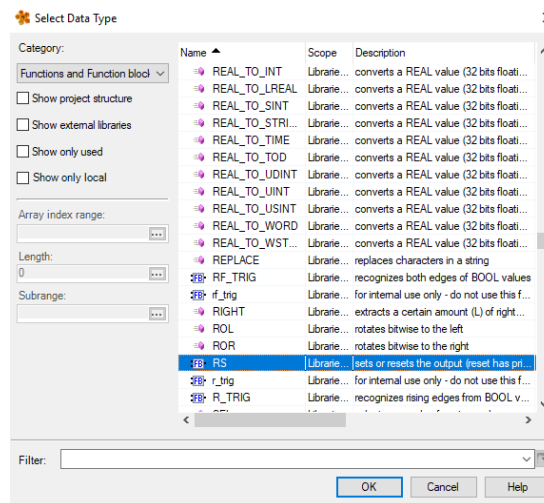 Select Data Type
Category:
Functions and Function block
Show project structure
Show external libraries
Show only used
Show only local
Array index range:
...
Length:
0 ...
Subrange:
...
Name Scope Description
REAL_TO_INT Librarie... converts a REAL value (32 bits floati...
REAL_TO_LREAL Librarie... converts a REAL value (32 bits floati...
REAL_TO_SINT Librarie... converts a REAL value (32 bits floati...
REAL_TO_STRI... Librarie... converts a REAL value (32 bits floati...
REAL_TO_TIME Librarie... converts a REAL value (32 bits floati...
REAL_TO_TOD Librarie... converts a REAL value (32 bits floati...
REAL_TO_UDINT Librarie... converts a REAL value (32 bits floati...
REAL_TO_UINT Librarie... converts a REAL value (32 bits floati...
REAL_TO_USINT Librarie... converts a REAL value (32 bits floati...
REAL_TO_WORD Librarie... converts a REAL value (32 bits floati...
REAL_TO_WST... Librarie... converts a REAL value (32 bits floati...
REPLACE Librarie... replaces characters in a string
FB RF_TRIG Librarie... recognizes both edges of BOOL values
FB rf_trig Librarie... for internal use only - do not use this f...
RIGHT Librarie... extracts a certain amount (L) of right...
ROL Librarie... rotates bitwise to the left
ROR Librarie... rotates bitwise to the right
FB RS Librarie... sets or resets the output (reset has pri...
FB r_trig Librarie... for internal use only - do not use this f...
FB R_TRIG Librarie... recognizes rising edges from BOOL v...
Filter:
OK Cancel Help